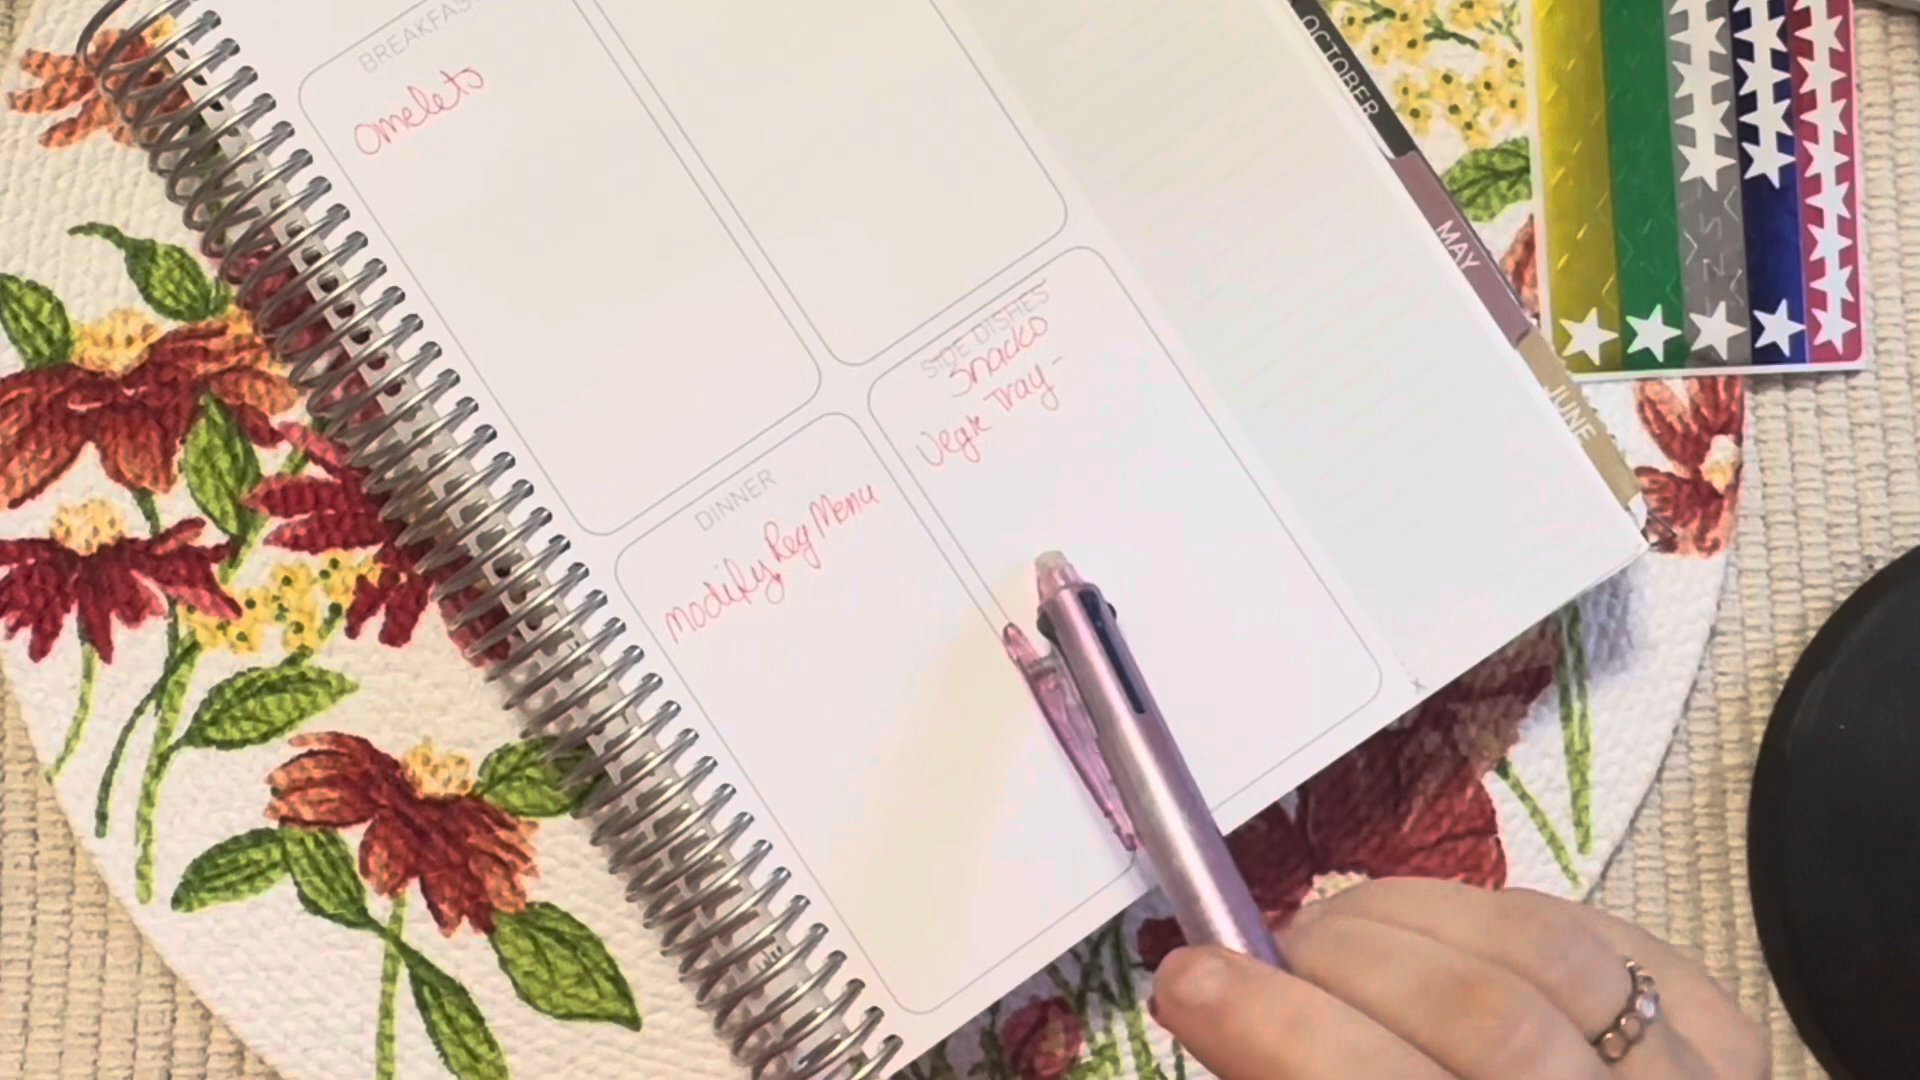 BREAKFAST
omelets
SIDE DISHES
Snacks
Vegie Tray -
DINNER
Modify Reg Menu
OCTOBER
MAY
JUNE